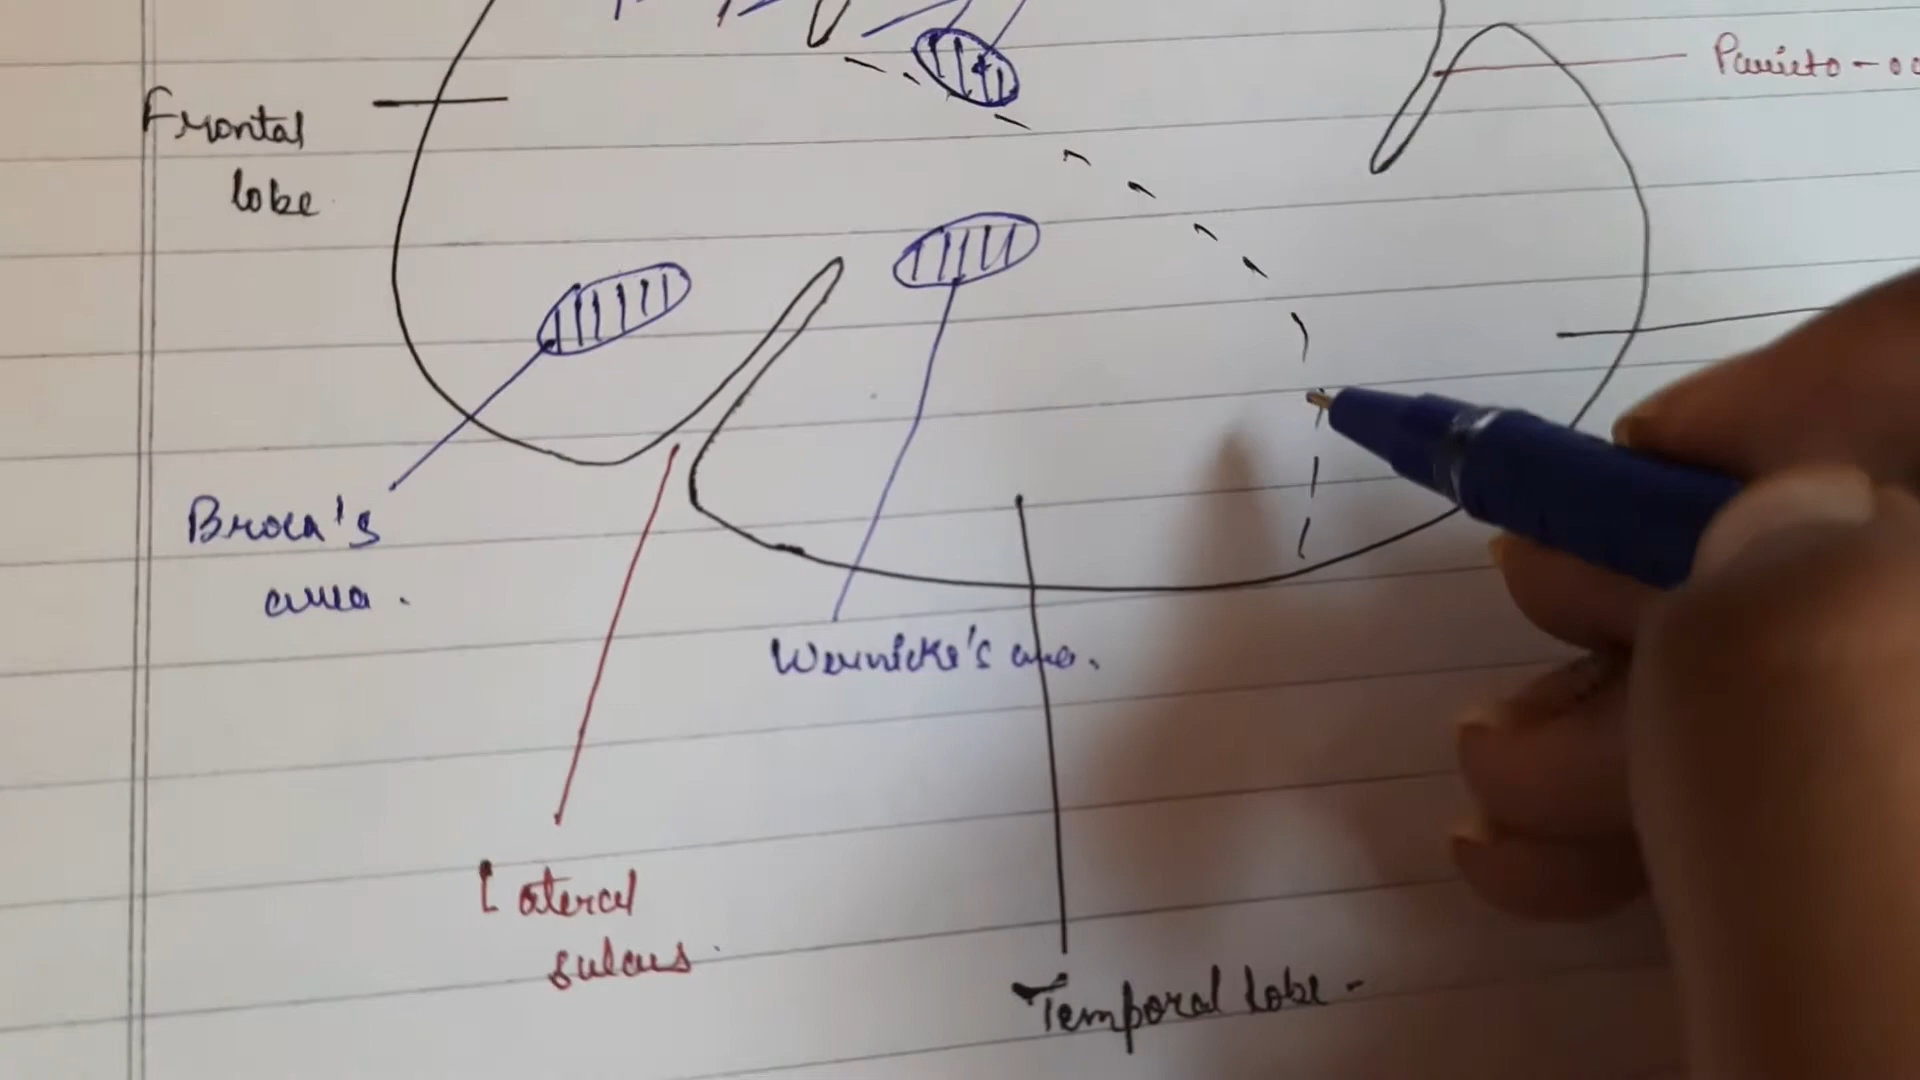 Parieto - oc
Frontal
lobe
Broca's
area.
Wernicke's area.
Lateral
sulcus
Temporal lobe -